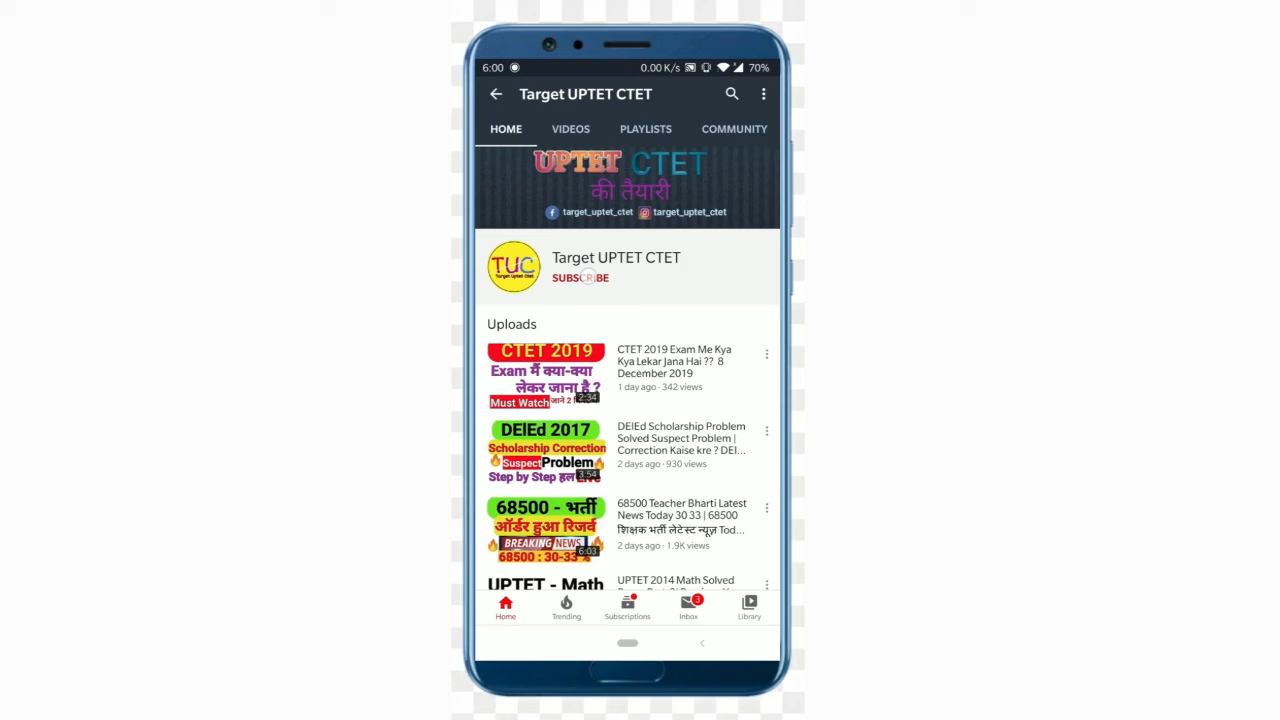 6:00 0.00 K/s 70%
Target UPTET CTET
HOME VIDEOS PLAYLISTS COMMUNITY
UPTET CTET
की तैयारी
target_uptet_ctet target_uptet_ctet
TUC
Target Uptet Ctet
Target UPTET CTET
SUBSCRIBE
Uploads
CTET 2019
Exam मैं क्या-क्या
लेकर जाना है ?
Must Watch
2:34
CTET 2019 Exam Me Kya
Kya Lekar Jana Hai ?? 8
December 2019
1 day ago · 342 views
DElEd 2017
Scholarship Correction
Suspect Problem
Step by Step हल
3:54
DElEd Scholarship Problem
Solved Suspect Problem |
Correction Kaise kre ? DEl...
2 days ago · 930 views
68500 - भर्ती
ऑर्डर हुआ रिजर्व
BREAKING NEWS
68500 : 30-33 %
6:03
68500 Teacher Bharti Latest
News Today 30 33 | 68500
शिक्षक भर्ती लेटेस्ट न्यूज़ Tod...
2 days ago · 1.9K views
UPTET - Math
UPTET 2014 Math Solved
Home Trending Subscriptions Inbox 3 Library